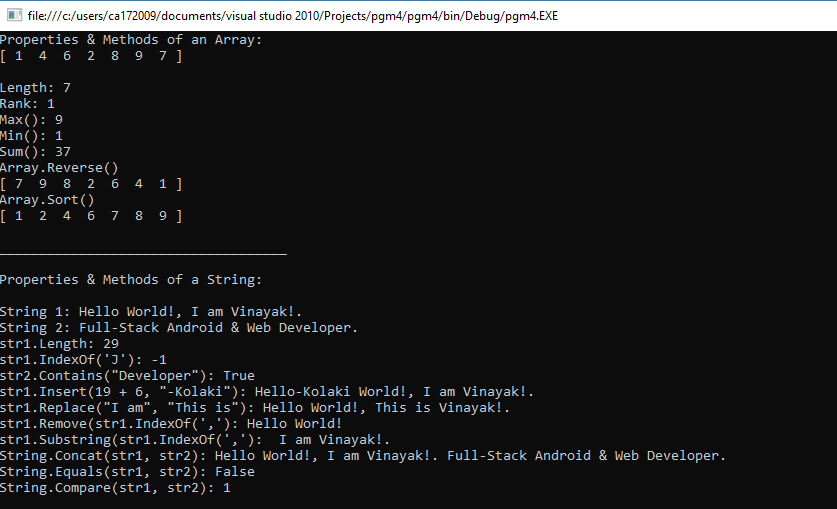 file:///c:/users/ca172009/documents/visual studio 2010/Projects/pgm4/pgm4/bin/Debug/pgm4.EXE
Properties & Methods of an Array:
[ 1  4  6  2  8  9  7 ]
Length: 7
Rank: 1
Max(): 9
Min(): 1
Sum(): 37
Array.Reverse()
[ 7  9  8  2  6  4  1 ]
Array.Sort()
[ 1  2  4  6  7  8  9 ]
____________________________________
Properties & Methods of a String:
String 1: Hello World!, I am Vinayak!.
String 2: Full-Stack Android & Web Developer.
str1.Length: 29
str1.IndexOf('J'): -1
str2.Contains("Developer"): True
str1.Insert(19 + 6, "-Kolaki"): Hello-Kolaki World!, I am Vinayak!.
str1.Replace("I am", "This is"): Hello World!, This is Vinayak!.
str1.Remove(str1.IndexOf(','): Hello World!
str1.Substring(str1.IndexOf(','):  I am Vinayak!.
String.Concat(str1, str2): Hello World!, I am Vinayak!. Full-Stack Android & Web Developer.
String.Equals(str1, str2): False
String.Compare(str1, str2): 1